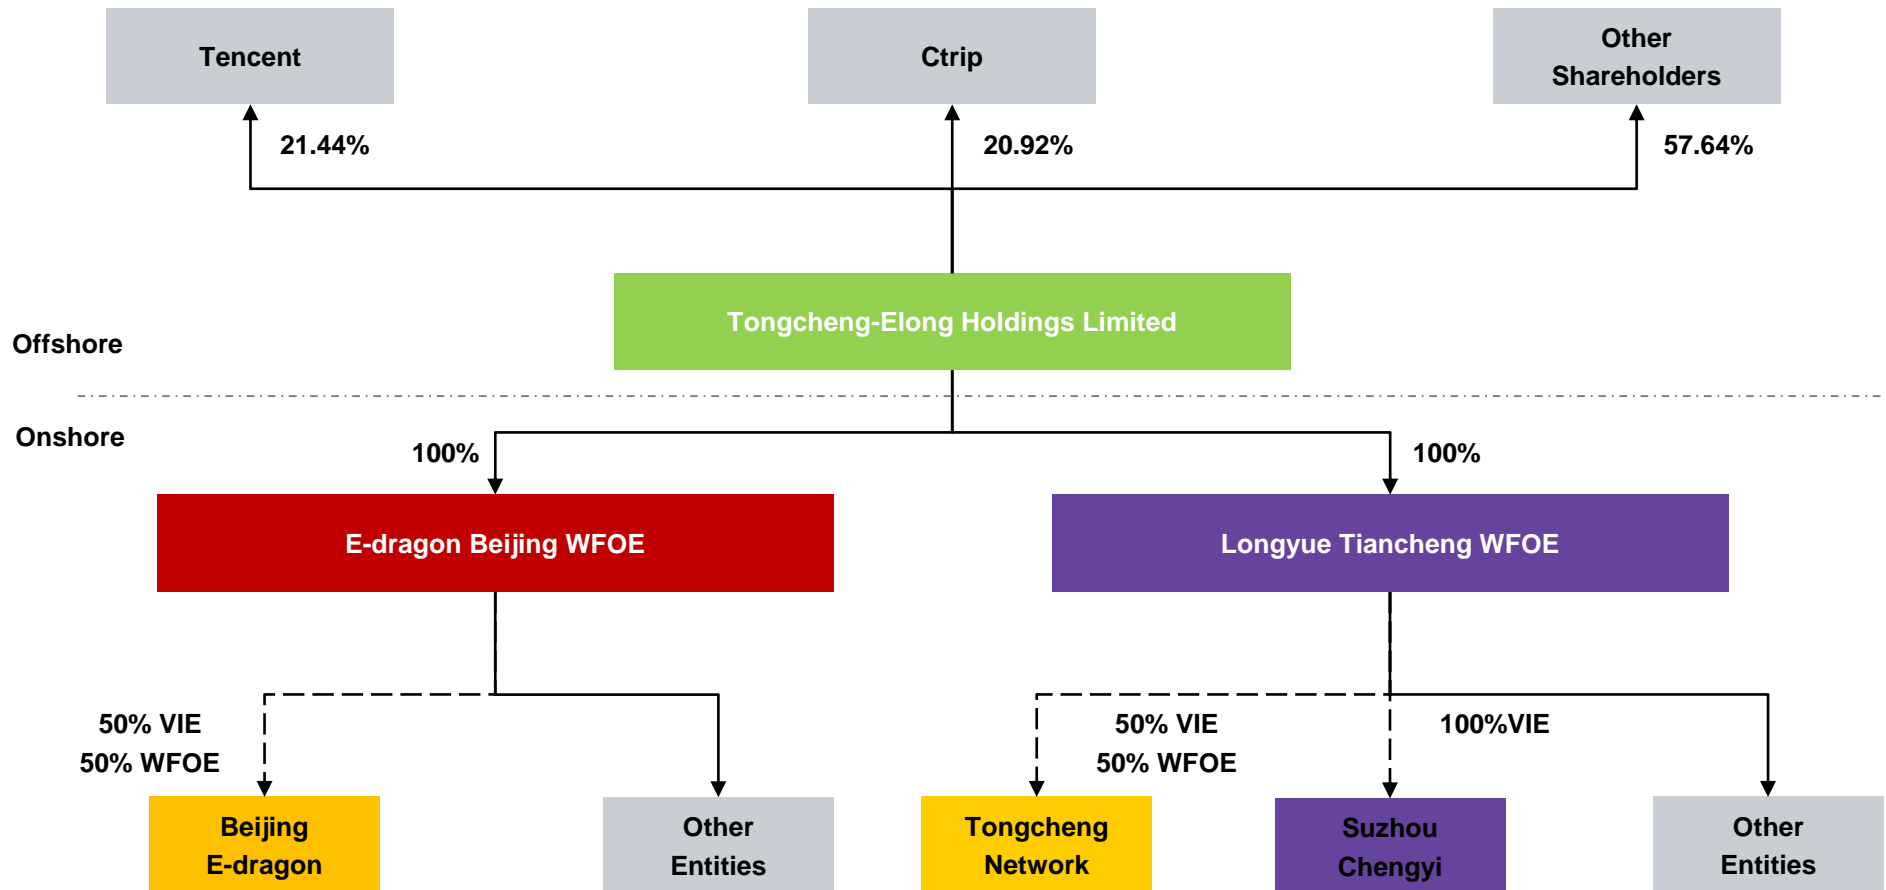 Tencent
Ctrip
Other
Shareholders
21.44%
20.92%
57.64%
Tongcheng-Elong Holdings Limited
Offshore
Onshore
100%
100%
E-dragon Beijing WFOE
Longyue Tiancheng WFOE
50% VIE
50% WFOE
50% VIE
50% WFOE
100%VIE
Beijing
E-dragon
Other
Entities
Tongcheng
Network
Suzhou
Chengyi
Other
Entities